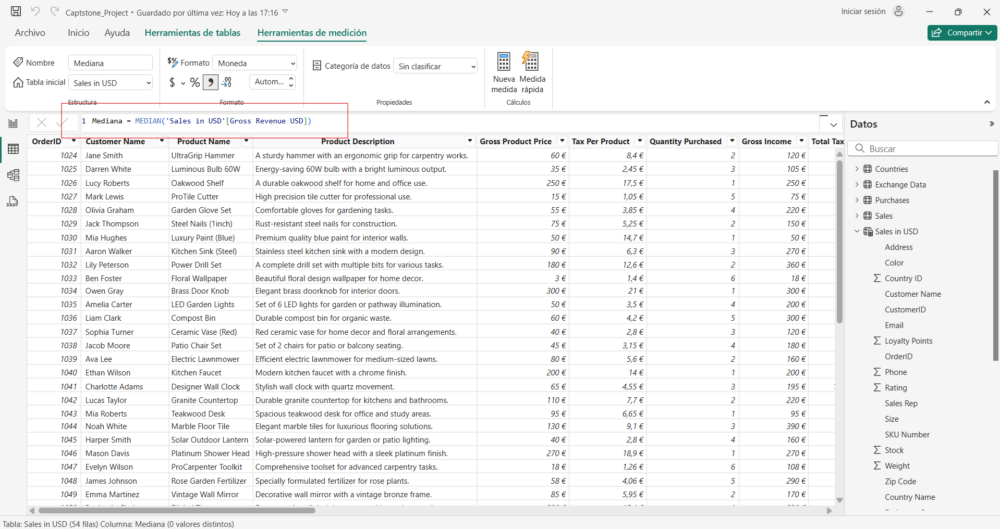 Captstone_Project • Guardado por última vez: Hoy a las 17:16
Iniciar sesión
Archivo Inicio Ayuda Herramientas de tablas Herramientas de medición
Compartir
Nombre Mediana
Tabla inicial Sales in USD
Estructura
Formato Moneda
$ % , .00 →0 Autom...
Formato
Categoría de datos Sin clasificar
Propiedades
Nueva medida
Medida rápida
Cálculos
1 Mediana = MEDIAN('Sales in USD'[Gross Revenue USD])
OrderID Customer Name Product Name Product Description Gross Product Price Tax Per Product Quantity Purchased Gross Income Total Tax
1024 Jane Smith UltraGrip Hammer A sturdy hammer with an ergonomic grip for carpentry works. 60 € 8,4 € 2 120 €
1025 Darren White Luminous Bulb 60W Energy-saving 60W bulb with a bright luminous output. 35 € 2,45 € 3 105 €
1026 Lucy Roberts Oakwood Shelf A durable oakwood shelf for home and office use. 250 € 17,5 € 1 250 €
1027 Mark Lewis ProTile Cutter High precision tile cutter for professional use. 15 € 1,05 € 5 75 €
1028 Olivia Graham Garden Glove Set Comfortable gloves for gardening tasks. 55 € 3,85 € 4 220 €
1029 Jack Thompson Steel Nails (1inch) Rust-resistant steel nails for construction. 75 € 5,25 € 2 150 €
1030 Mia Hughes Luxury Paint (Blue) Premium quality blue paint for interior walls. 50 € 14,7 € 1 50 €
1031 Aaron Walker Kitchen Sink (Steel) Stainless steel kitchen sink with a modern design. 90 € 6,3 € 3 270 €
1032 Lily Peterson Power Drill Set A complete drill set with multiple bits for various tasks. 180 € 12,6 € 2 360 €
1033 Ben Foster Floral Wallpaper Beautiful floral design wallpaper for home decor. 3 € 1,4 € 6 18 €
1034 Owen Gray Brass Door Knob Elegant brass doorknob for interior doors. 300 € 21 € 1 300 €
1035 Amelia Carter LED Garden Lights Set of 6 LED lights for garden or pathway illumination. 50 € 3,5 € 4 200 €
1036 Liam Clark Compost Bin Durable compost bin for organic waste. 60 € 4,2 € 5 300 €
1037 Sophia Turner Ceramic Vase (Red) Red ceramic vase for home decor and floral arrangements. 40 € 2,8 € 3 120 €
1038 Jacob Moore Patio Chair Set Set of 2 chairs for patio or balcony seating. 45 € 3,15 € 4 180 €
1039 Ava Lee Electric Lawnmower Efficient electric lawnmower for medium-sized lawns. 80 € 5,6 € 2 160 €
1040 Ethan Wilson Kitchen Faucet Modern kitchen faucet with a chrome finish. 200 € 14 € 1 200 €
1041 Charlotte Adams Designer Wall Clock Stylish wall clock with quartz movement. 65 € 4,55 € 3 195 €
1042 Lucas Taylor Granite Countertop Durable granite countertop for kitchens and bathrooms. 110 € 7,7 € 2 220 €
1043 Mia Roberts Teakwood Desk Spacious teakwood desk for office and study areas. 95 € 6,65 € 1 95 €
1044 Noah White Marble Floor Tile Elegant marble tiles for luxurious flooring solutions. 130 € 9,1 € 3 390 €
1045 Harper Smith Solar Outdoor Lantern Solar-powered lantern for garden or patio lighting. 40 € 2,8 € 4 160 €
1046 Mason Davis Platinum Shower Head High-pressure shower head with a sleek platinum finish. 270 € 18,9 € 1 270 €
1047 Evelyn Wilson ProCarpenter Toolkit Comprehensive toolset for advanced carpentry tasks. 18 € 1,26 € 6 108 €
1048 James Johnson Rose Garden Fertilizer Specially formulated fertilizer for rose plants. 58 € 4,06 € 5 290 €
1049 Emma Martinez Vintage Wall Mirror Decorative wall mirror with a vintage bronze frame. 85 € 5,95 € 2 170 €
Datos
Buscar
Countries
Exchange Data
Purchases
Sales
Sales in USD
Address
Color
Country ID
Customer Name
CustomerID
Email
Loyalty Points
OrderID
Phone
Rating
Sales Rep
Size
SKU Number
Stock
Weight
Zip Code
Country Name
DAX
Tabla: Sales in USD (54 filas) Columna: Mediana (0 valores distintos)